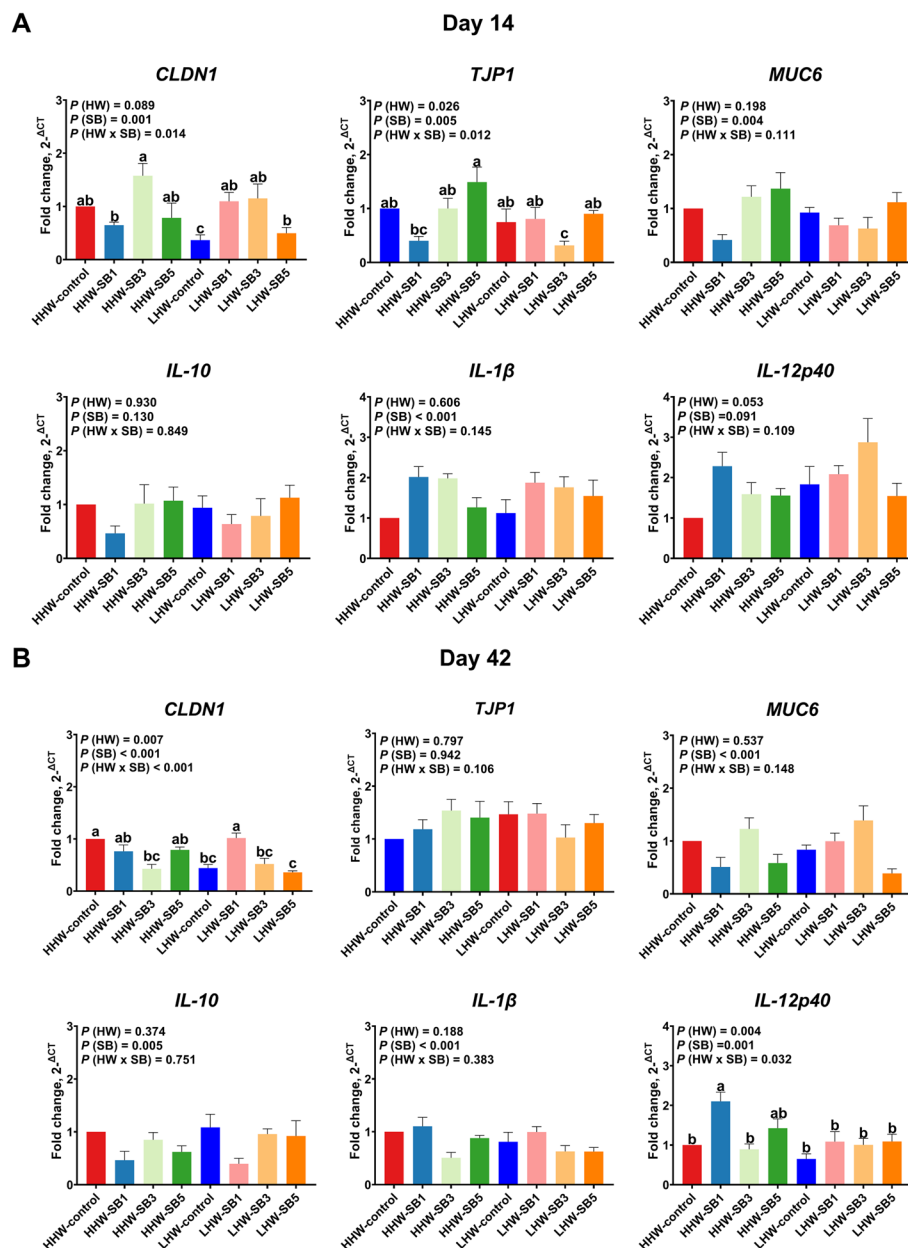 A
Day 14
CLDN1
P (HW) = 0.089
P (SB) = 0.001
P (HW x SB) = 0.014
Fold change, 2-ΔCT
3
2
1
0
ab
b
a
ab
c
ab
ab
b
HHW-control
HHW-SB1
HHW-SB3
HHW-SB5
LHW-control
LHW-SB1
LHW-SB3
LHW-SB5
TJP1
P (HW) = 0.026
P (SB) = 0.005
P (HW x SB) = 0.012
Fold change, 2-ΔCT
3
2
1
0
ab
bc
ab
a
ab
ab
c
ab
HHW-control
HHW-SB1
HHW-SB3
HHW-SB5
LHW-control
LHW-SB1
LHW-SB3
LHW-SB5
MUC6
P (HW) = 0.198
P (SB) = 0.004
P (HW x SB) = 0.111
Fold change, 2-ΔCT
3
2
1
0
HHW-control
HHW-SB1
HHW-SB3
HHW-SB5
LHW-control
LHW-SB1
LHW-SB3
LHW-SB5
IL-10
P (HW) = 0.930
P (SB) = 0.130
P (HW x SB) = 0.849
Fold change, 2-ΔCT
3
2
1
0
HHW-control
HHW-SB1
HHW-SB3
HHW-SB5
LHW-control
LHW-SB1
LHW-SB3
LHW-SB5
IL-1β
P (HW) = 0.606
P (SB) < 0.001
P (HW x SB) = 0.145
Fold change, 2-ΔCT
4
3
2
1
0
HHW-control
HHW-SB1
HHW-SB3
HHW-SB5
LHW-control
LHW-SB1
LHW-SB3
LHW-SB5
IL-12p40
P (HW) = 0.053
P (SB) =0.091
P (HW x SB) = 0.109
Fold change, 2-ΔCT
4
3
2
1
0
HHW-control
HHW-SB1
HHW-SB3
HHW-SB5
LHW-control
LHW-SB1
LHW-SB3
LHW-SB5
B
Day 42
CLDN1
P (HW) = 0.007
P (SB) < 0.001
P (HW x SB) < 0.001
Fold change, 2-ΔCT
3
2
1
0
a
ab
bc
ab
bc
a
bc
c
HHW-control
HHW-SB1
HHW-SB3
HHW-SB5
LHW-control
LHW-SB1
LHW-SB3
LHW-SB5
TJP1
P (HW) = 0.797
P (SB) = 0.942
P (HW x SB) = 0.106
Fold change, 2-ΔCT
3
2
1
0
HHW-control
HHW-SB1
HHW-SB3
HHW-SB5
LHW-control
LHW-SB1
LHW-SB3
LHW-SB5
MUC6
P (HW) = 0.537
P (SB) < 0.001
P (HW x SB) = 0.148
Fold change, 2-ΔCT
3
2
1
0
HHW-control
HHW-SB1
HHW-SB3
HHW-SB5
LHW-control
LHW-SB1
LHW-SB3
LHW-SB5
IL-10
P (HW) = 0.374
P (SB) = 0.005
P (HW x SB) = 0.751
Fold change, 2-ΔCT
3
2
1
0
HHW-control
HHW-SB1
HHW-SB3
HHW-SB5
LHW-control
LHW-SB1
LHW-SB3
LHW-SB5
IL-1β
P (HW) = 0.188
P (SB) < 0.001
P (HW x SB) = 0.383
Fold change, 2-ΔCT
3
2
1
0
HHW-control
HHW-SB1
HHW-SB3
HHW-SB5
LHW-control
LHW-SB1
LHW-SB3
LHW-SB5
IL-12p40
P (HW) = 0.004
P (SB) =0.001
P (HW x SB) = 0.032
Fold change, 2-ΔCT
4
3
2
1
0
b
a
b
ab
b
b
b
b
HHW-control
HHW-SB1
HHW-SB3
HHW-SB5
LHW-control
LHW-SB1
LHW-SB3
LHW-SB5